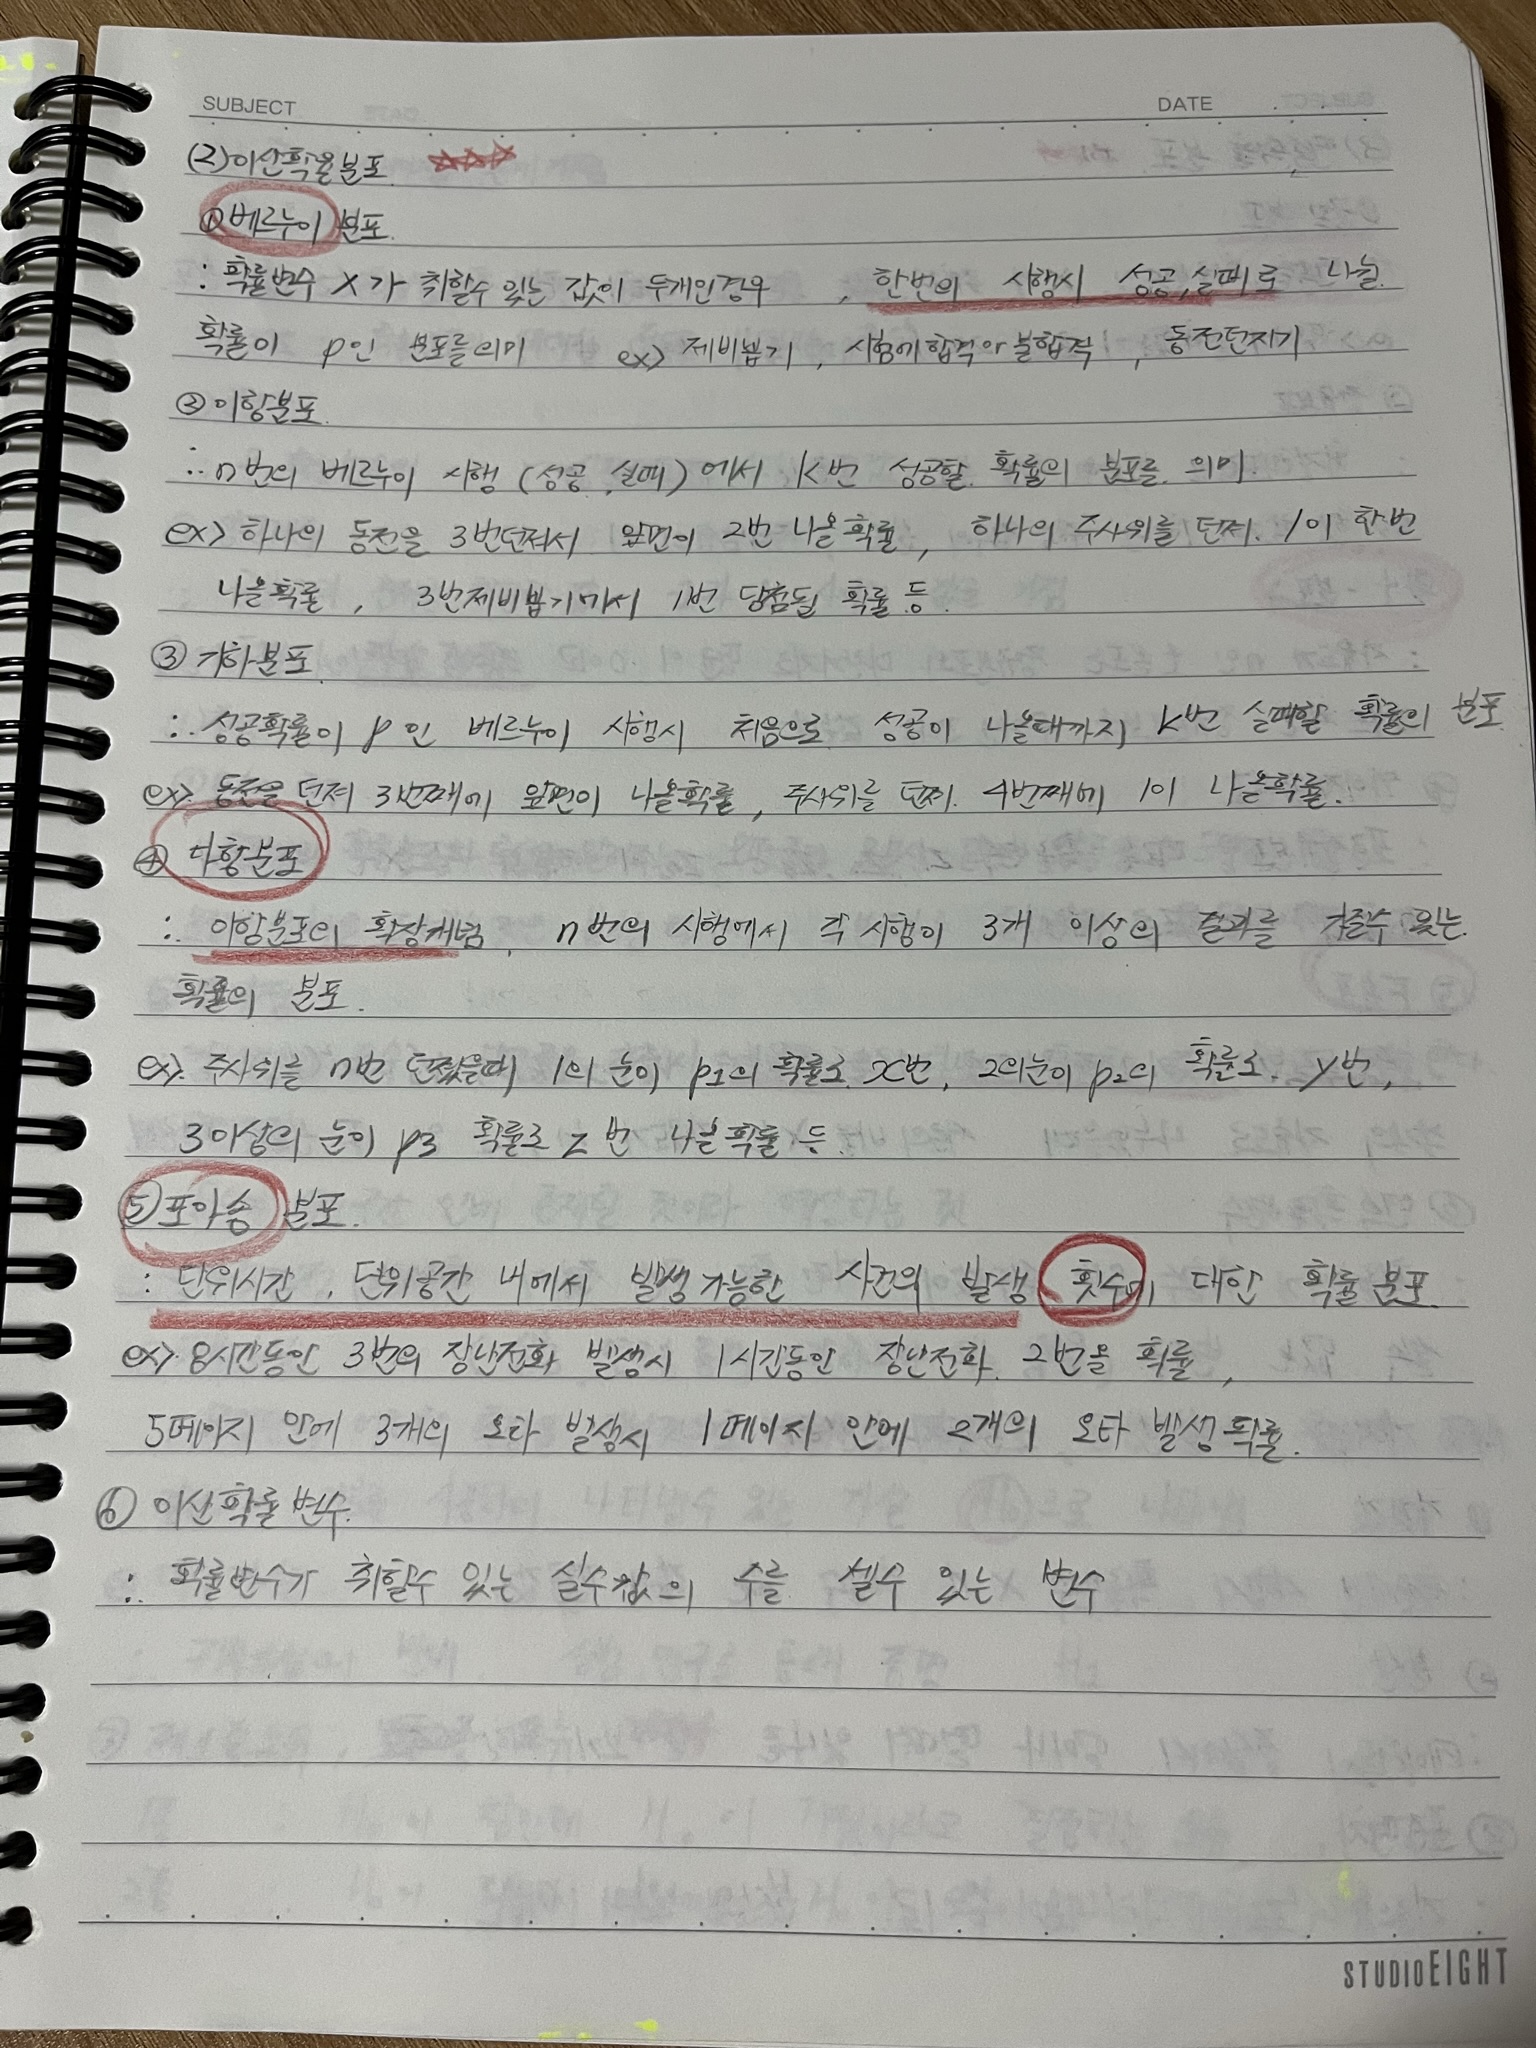 SUBJECT DATE
(2) 이산확률분포
① 베르누이 분포.
: 확률변수 X가 취할수 있는 값이 두개인경우, 한번의 시행시 성공, 실패로 나뉠
확률이 p인 분포를의미 ex> 제비뽑기, 시험에합격 불합격, 동전던지기
② 이항분포.
: n번의 베르누이 시행 (성공, 실패)에서 K번 성공할 확률의 분포를 의미.
ex> 하나의 동전을 3번던져서 앞면이 2번 나올확률, 하나의 주사위를 던져 1이 한번
나올확률, 3번제비뽑기에서 1번 당첨될 확률 등
③ 기하분포
: 성공확률이 p인 베르누이 시행시 처음으로 성공이 나올때까지 K번 실패할 확률의 분포
ex> 동전을 던져 3번째에 앞면이 나올확률, 주사위를 던져 4번째에 1이 나올확률.
④ 다항분포
: 이항분포의 확장개념, n번의 시행에서 각 시행이 3개 이상의 결과를 가질수 있는
확률의 분포.
ex> 주사위를 n번 던졌을때 1의 눈이 p1의 확률로 x번, 2의눈이 p2의 확률로 y번,
3이상의 눈이 p3 확률로 z번 나올확률 등
⑤ 포아송 분포.
: 단위시간, 단위공간 내에서 발생가능한 사건의 발생 횟수에 대한 확률분포.
ex> 8시간동안 3번의 장난전화 발생시 1시간동안 장난전화 2번올 확률,
5페이지 안에 3개의 오타 발생시 1페이지 안에 2개의 오타 발생확률.
⑥ 이산확률변수
: 확률변수가 취할수 있는 실수값의 수를 셀수 있는 변수
STUDIOEIGHT